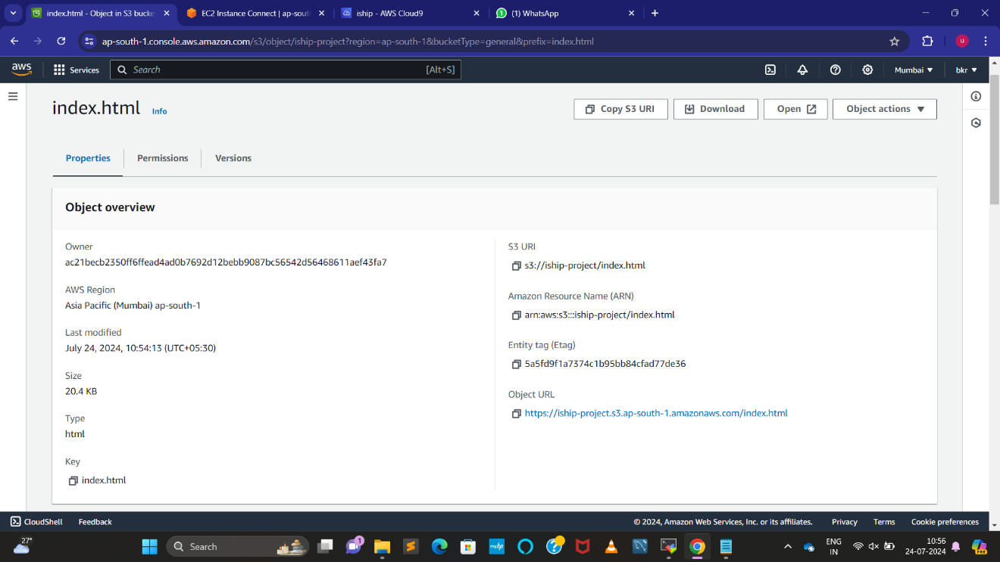 index.html - Object in S3 bucke
EC2 Instance Connect | ap-sout
iship - AWS Cloud9
(1) WhatsApp
ap-south-1.console.aws.amazon.com/s3/object/iship-project?region=ap-south-1&bucketType=general&prefix=index.html
U
aws
Services
Search
[Alt+S]
Mumbai
bkr
index.html
Info
Copy S3 URI
Download
Open
Object actions
Properties
Permissions
Versions
Object overview
Owner
ac21becb2350ff6ffead4ad0b7692d12bebb9087bc56542d56468611aef43fa7
AWS Region
Asia Pacific (Mumbai) ap-south-1
Last modified
July 24, 2024, 10:54:13 (UTC+05:30)
Size
20.4 KB
Type
html
Key
index.html
S3 URI
s3://iship-project/index.html
Amazon Resource Name (ARN)
arn:aws:s3:::iship-project/index.html
Entity tag (Etag)
5a5fd9f1a7374c1b95bb84cfad77de36
Object URL
https://iship-project.s3.ap-south-1.amazonaws.com/index.html
CloudShell
Feedback
© 2024, Amazon Web Services, Inc. or its affiliates.
Privacy
Terms
Cookie preferences
27°
Search
1
myhp
ENG
IN
10:56
24-07-2024
PRE